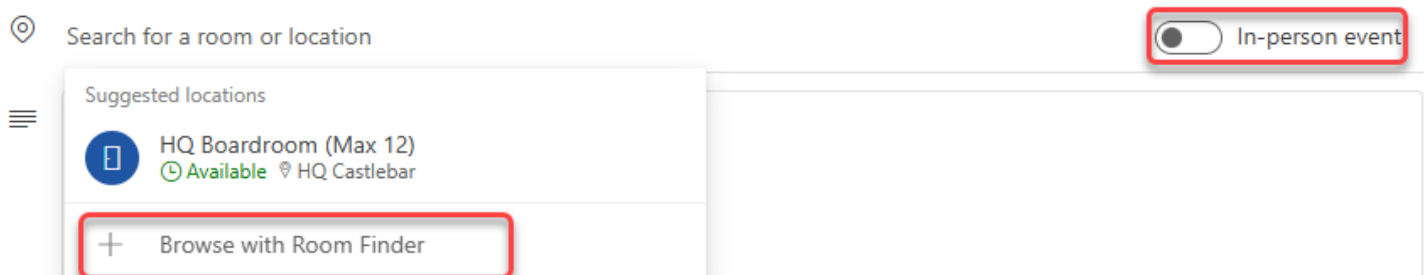 Search for a room or location
In-person event
Suggested locations
HQ Boardroom (Max 12)
Available HQ Castlebar
Browse with Room Finder